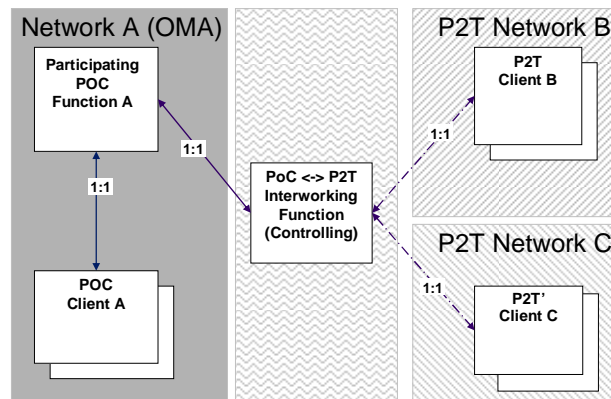 Network A (OMA)
Participating
POC
Function A
1:1
POC
Client A
1:1
PoC <-> P2T
Interworking
Function
(Controlling)
P2T Network B
P2T
Client B
1:1
P2T Network C
1:1
P2T'
Client C